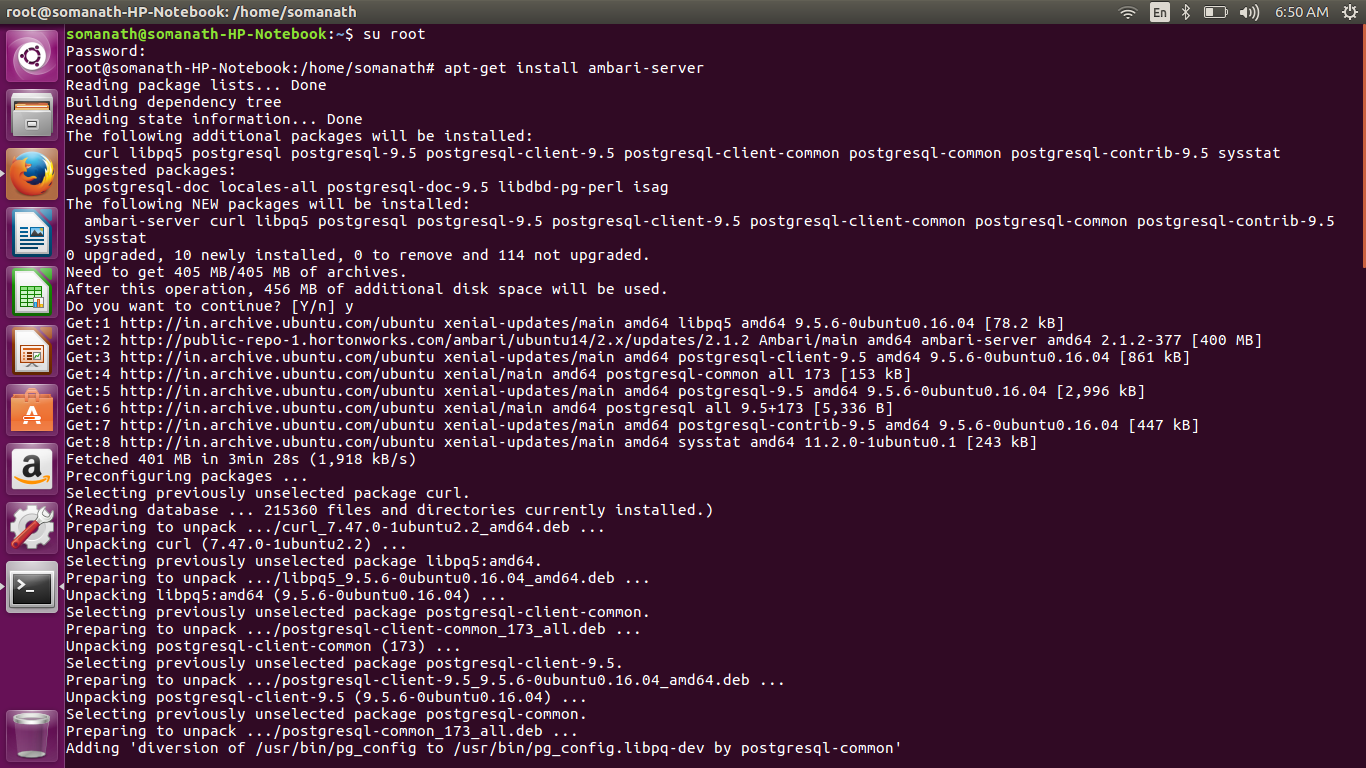 root@somanath-HP-Notebook: /home/somanath
En
6:50 AM
somanath@somanath-HP-Notebook:~$ su root
Password:
root@somanath-HP-Notebook:/home/somanath# apt-get install ambari-server
Reading package lists... Done
Building dependency tree
Reading state information... Done
The following additional packages will be installed:
  curl libpq5 postgresql postgresql-9.5 postgresql-client-9.5 postgresql-client-common postgresql-common postgresql-contrib-9.5 sysstat
Suggested packages:
  postgresql-doc locales-all postgresql-doc-9.5 libdbd-pg-perl isag
The following NEW packages will be installed:
  ambari-server curl libpq5 postgresql postgresql-9.5 postgresql-client-9.5 postgresql-client-common postgresql-common postgresql-contrib-9.5
  sysstat
0 upgraded, 10 newly installed, 0 to remove and 114 not upgraded.
Need to get 405 MB/405 MB of archives.
After this operation, 456 MB of additional disk space will be used.
Do you want to continue? [Y/n] y
Get:1 http://in.archive.ubuntu.com/ubuntu xenial-updates/main amd64 libpq5 amd64 9.5.6-0ubuntu0.16.04 [78.2 kB]
Get:2 http://public-repo-1.hortonworks.com/ambari/ubuntu14/2.x/updates/2.1.2 Ambari/main amd64 ambari-server amd64 2.1.2-377 [400 MB]
Get:3 http://in.archive.ubuntu.com/ubuntu xenial-updates/main amd64 postgresql-client-9.5 amd64 9.5.6-0ubuntu0.16.04 [861 kB]
Get:4 http://in.archive.ubuntu.com/ubuntu xenial/main amd64 postgresql-common all 173 [153 kB]
Get:5 http://in.archive.ubuntu.com/ubuntu xenial-updates/main amd64 postgresql-9.5 amd64 9.5.6-0ubuntu0.16.04 [2,996 kB]
Get:6 http://in.archive.ubuntu.com/ubuntu xenial/main amd64 postgresql all 9.5+173 [5,336 B]
Get:7 http://in.archive.ubuntu.com/ubuntu xenial-updates/main amd64 postgresql-contrib-9.5 amd64 9.5.6-0ubuntu0.16.04 [447 kB]
Get:8 http://in.archive.ubuntu.com/ubuntu xenial-updates/main amd64 sysstat amd64 11.2.0-1ubuntu0.1 [243 kB]
Fetched 401 MB in 3min 28s (1,918 kB/s)
Preconfiguring packages ...
Selecting previously unselected package curl.
(Reading database ... 215360 files and directories currently installed.)
Preparing to unpack .../curl_7.47.0-1ubuntu2.2_amd64.deb ...
Unpacking curl (7.47.0-1ubuntu2.2) ...
Selecting previously unselected package libpq5:amd64.
Preparing to unpack .../libpq5_9.5.6-0ubuntu0.16.04_amd64.deb ...
Unpacking libpq5:amd64 (9.5.6-0ubuntu0.16.04) ...
Selecting previously unselected package postgresql-client-common.
Preparing to unpack .../postgresql-client-common_173_all.deb ...
Unpacking postgresql-client-common (173) ...
Selecting previously unselected package postgresql-client-9.5.
Preparing to unpack .../postgresql-client-9.5_9.5.6-0ubuntu0.16.04_amd64.deb ...
Unpacking postgresql-client-9.5 (9.5.6-0ubuntu0.16.04) ...
Selecting previously unselected package postgresql-common.
Preparing to unpack .../postgresql-common_173_all.deb ...
Adding 'diversion of /usr/bin/pg_config to /usr/bin/pg_config.libpq-dev by postgresql-common'